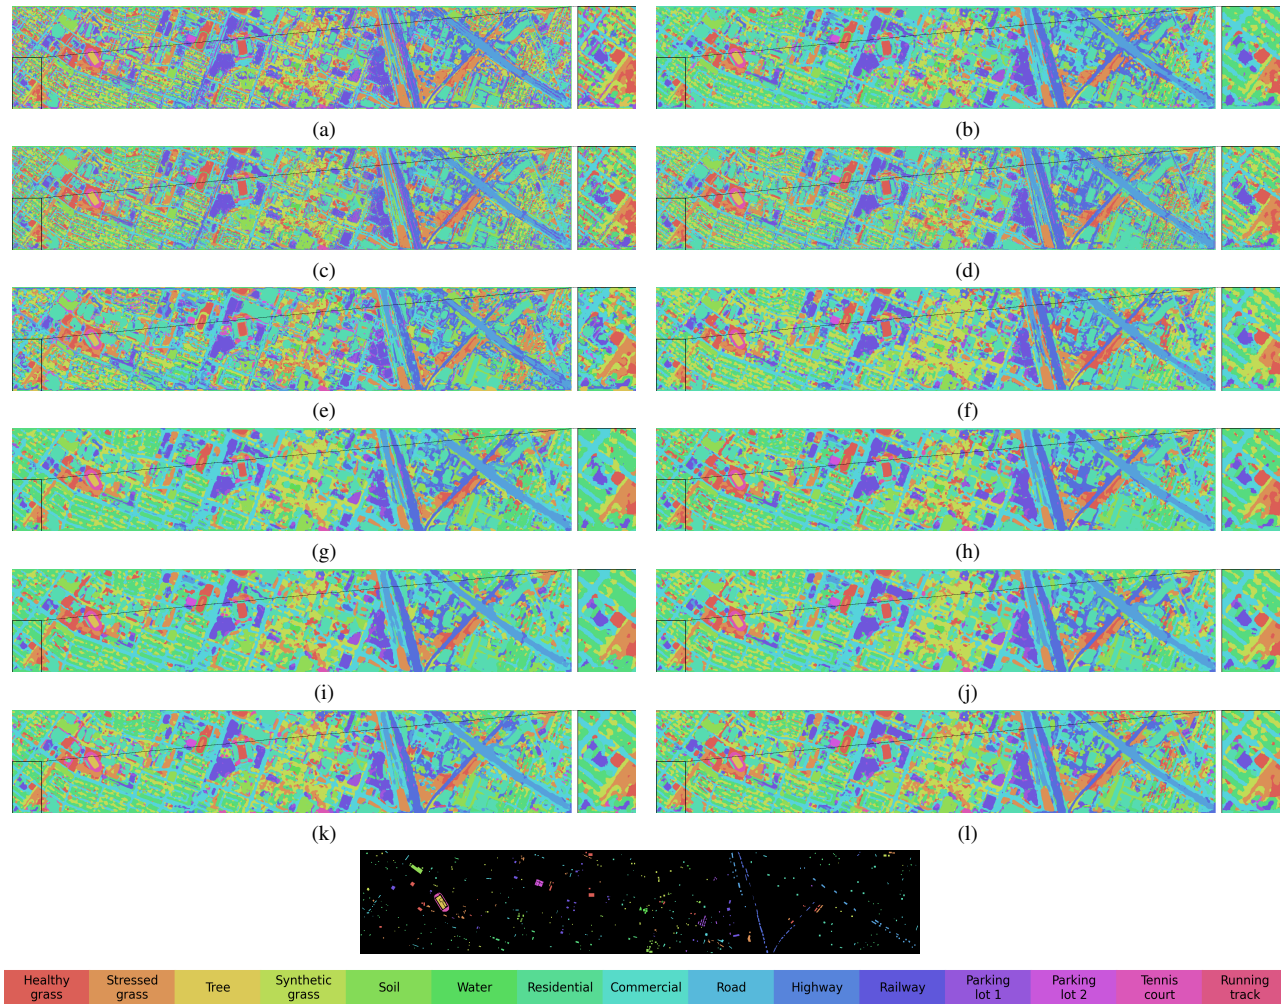 (a)
(b)
(c)
(d)
(e)
(f)
(g)
(h)
(i)
(j)
(k)
(l)
Healthy grass
Stressed grass
Tree
Synthetic grass
Soil
Water
Residential
Commercial
Road
Highway
Railway
Parking lot 1
Parking lot 2
Tennis court
Running track